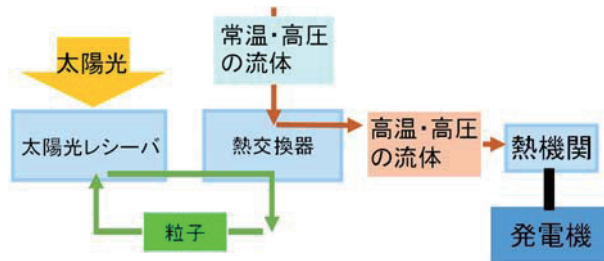 太陽光
常温・高圧
の流体
太陽光レシーバ
熱交換器
高温・高圧
の流体
熱機関
粒子
発電機